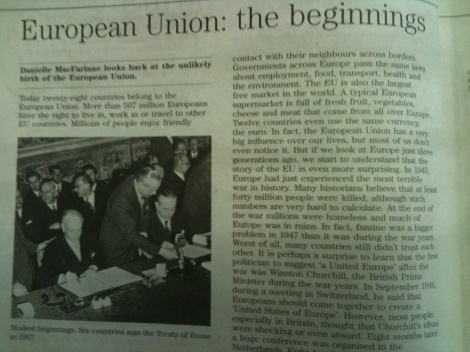 European Union: the beginnings
Danielle MacFarlane looks back at the unlikely
birth of the European Union.
Today twenty-eight countries belong to the
European Union. More than 507 million Europeans
have the right to live in, work in or travel to other
EU countries. Millions of people enjoy friendly
Modest beginnings. Six countries sign the Treaty of Rome
in 1957
contact with their neighbours across borders.
Governments across Europe pass the same laws
about employment, food, transport, health and
the environment. The EU is also the largest
free market in the world. A typical European
supermarket is full of fresh fruit, vegetables,
cheese and meat that come from all over Europe.
Twelve countries even use the same currency,
the euro. In fact, the European Union has a very
big influence over our lives, but most of us don't
even notice it. But if we look at Europe just three
generations ago, we start to understand that the
story of the EU is even more surprising. In 1945,
Europe had just experienced the most terrible
war in history. Many historians believe that at least
forty million people were killed, although such
numbers are very hard to calculate. At the end of
the war millions were homeless and much of
Europe was in ruins. In fact, famine was a bigger
problem in 1947 than it was during the war years.
Worst of all, many countries still didn't trust each
other. It is perhaps a surprise to learn that the first
politician to suggest 'a United Europe' after the
war was Winston Churchill, the British Prime
Minister during the war years. In September 1946,
during a meeting in Switzerland, he said that
Europeans should come together to create a
'United States of Europe'. However, most people,
especially in Britain, thought that Churchill's ideas
were shocking or even absurd. Eight months later
a huge conference was organised in the
Netherlands.